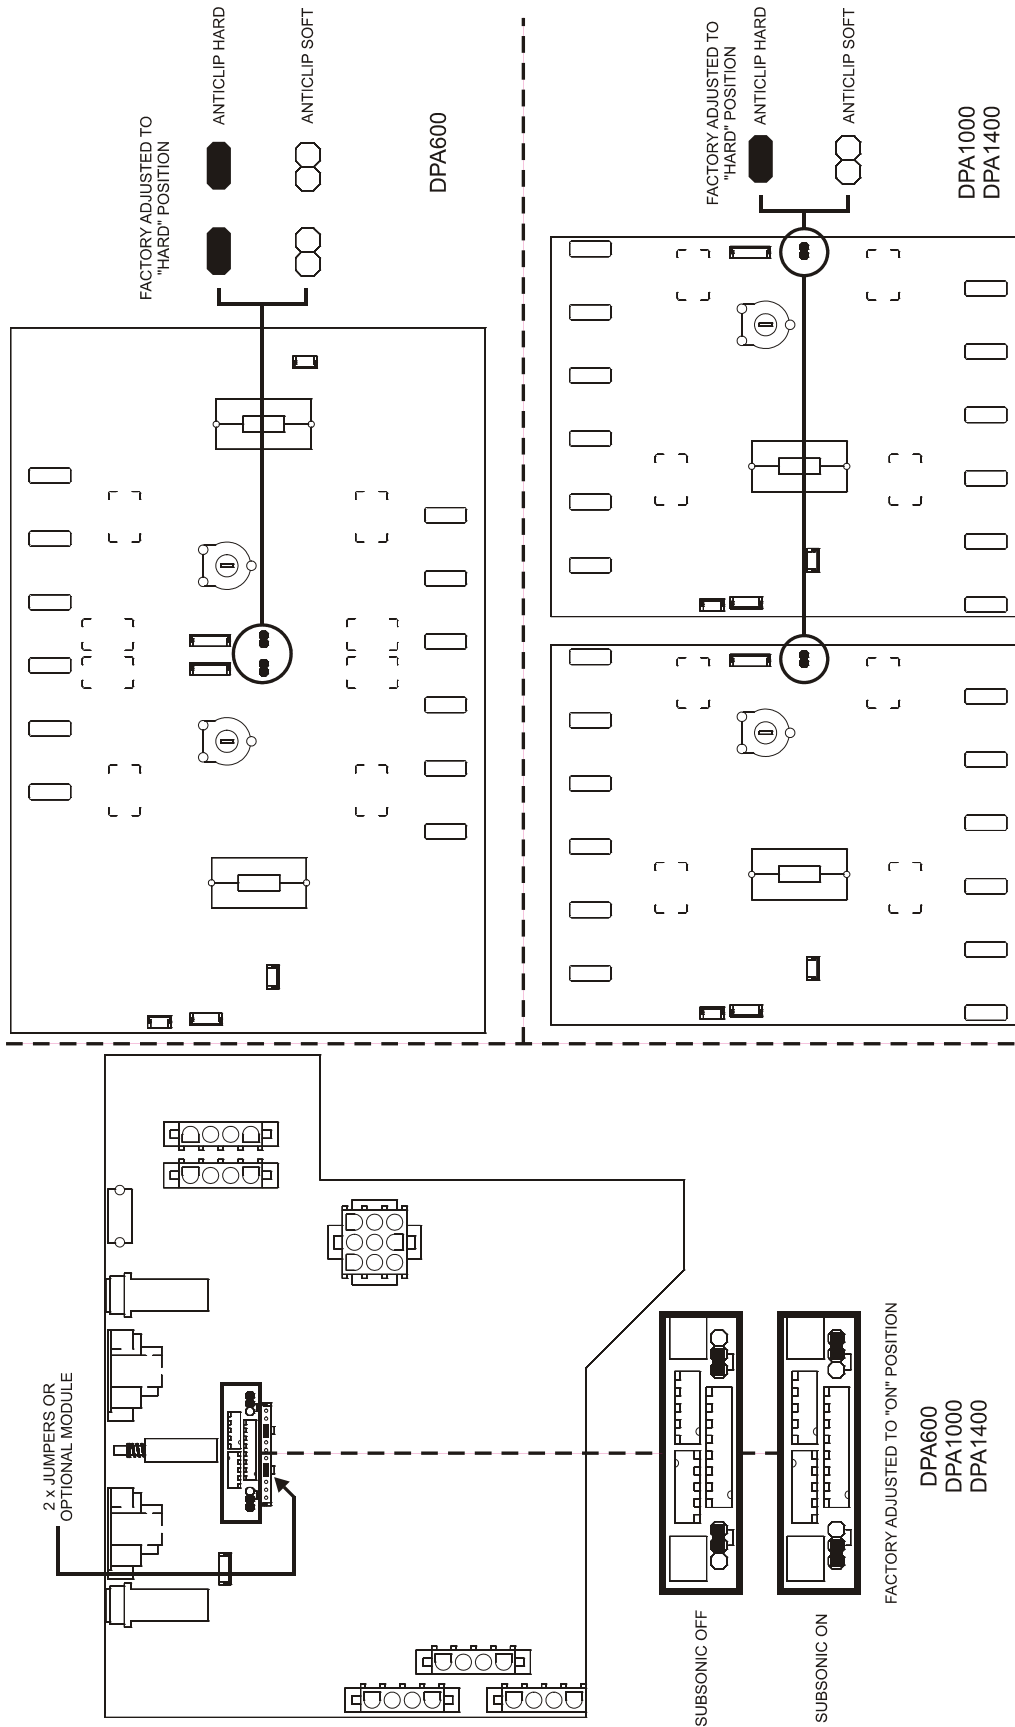 FACTORY ADJUSTED TO
"HARD" POSITION
ANTICLIP HARD
ANTICLIP SOFT
DPA600
FACTORY ADJUSTED TO
"HARD" POSITION
ANTICLIP HARD
ANTICLIP SOFT
DPA1000
DPA1400
2 x JUMPERS OR
OPTIONAL MODULE
SUBSONIC OFF
SUBSONIC ON
FACTORY ADJUSTED TO "ON" POSITION
DPA600
DPA1000
DPA1400